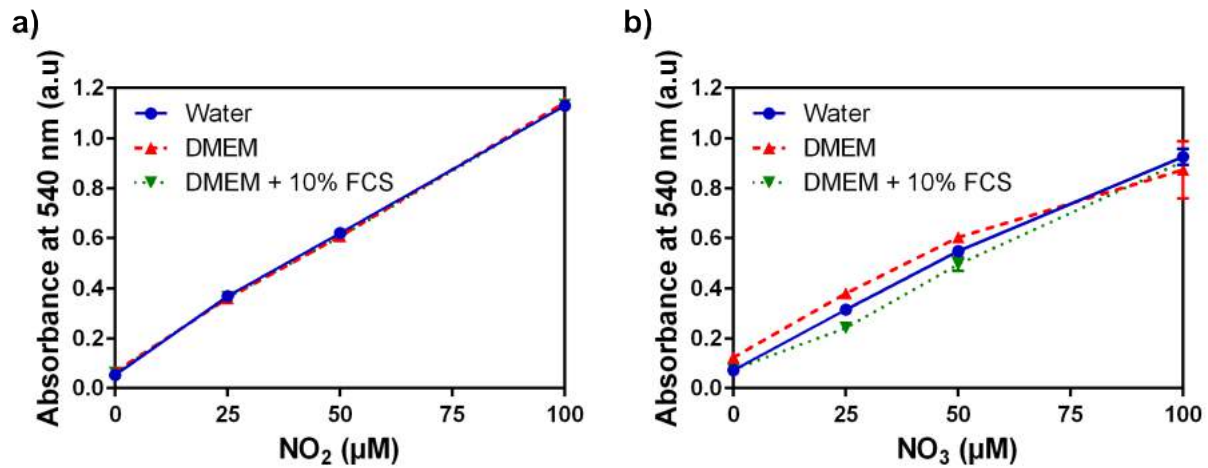 a)
Absorbance at 540 nm (a.u)
1.2
1.0
0.8
0.6
0.4
0.2
0.0
Water
DMEM
DMEM + 10% FCS
0 25 50 75 100
NO₂ (µM)
b)
Absorbance at 540 nm (a.u)
1.2
1.0
0.8
0.6
0.4
0.2
0.0
Water
DMEM
DMEM + 10% FCS
0 25 50 75 100
NO₃ (µM)